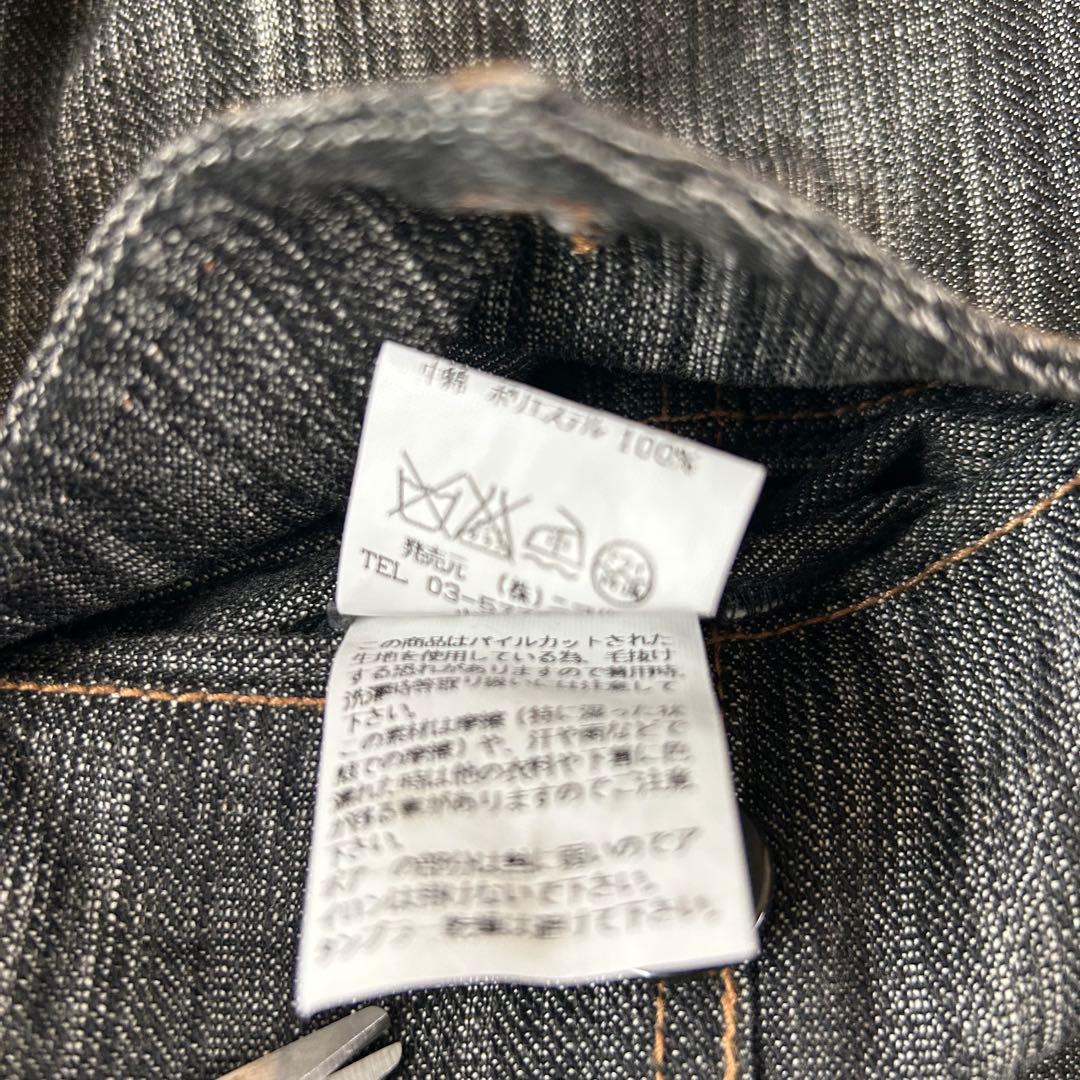 中綿 ポリエステル 100%
発売元 (株)ニコル
TEL 03-5
この商品はパイルカットされた
生地を使用している為、毛抜け
する恐れがありますので着用時、
洗濯時等取り扱いにはご注意して
下さい。
この素材は摩擦(特に湿った状
態での摩擦)や、汗や雨などで
濡れた時は他の衣料や下着に色
が移る事がありますのでご注意
下さい。
の部分は熱に弱いのでア
イロンは掛けないで下さい。
タンブラー乾燥は避けて下さい。